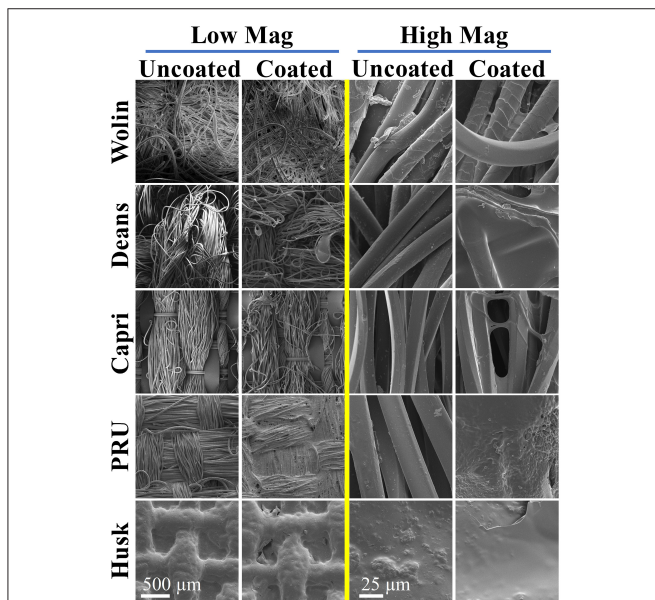 Low Mag High Mag
Uncoated Coated Uncoated Coated
Wolin
Deans
Capri
PRU
Husk
500 µm 25 µm